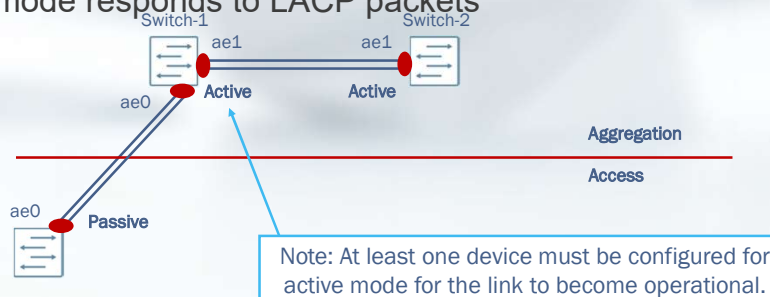 mode responds to LACP packets
Switch-1
Switch-2
ae1
ae1
ae0
Active
Active
Aggregation
Access
ae0
Passive
Note: At least one device must be configured for
active mode for the link to become operational.